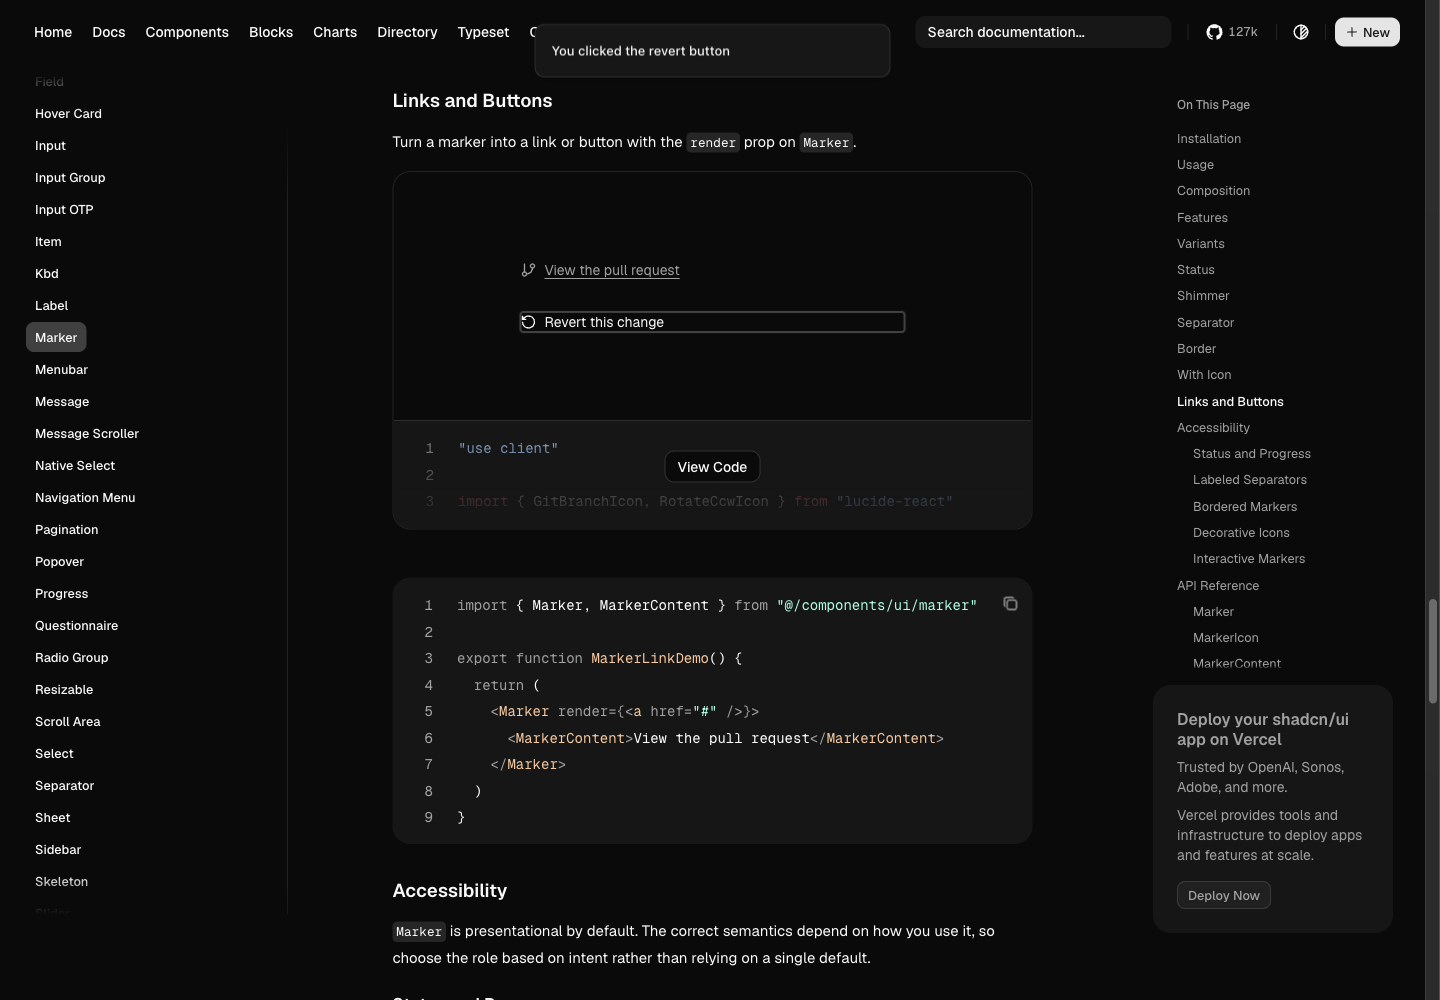 Home Docs Components Blocks Charts Directory Typeset
You clicked the revert button
Search documentation...
127k
New
Field
Hover Card
Input
Input Group
Input OTP
Item
Kbd
Label
Marker
Menubar
Message
Message Scroller
Native Select
Navigation Menu
Pagination
Popover
Progress
Questionnaire
Radio Group
Resizable
Scroll Area
Select
Separator
Sheet
Sidebar
Skeleton
Slider
Links and Buttons
Turn a marker into a link or button with the render prop on Marker.
View the pull request
Revert this change
1 "use client"
2
3 import { GitBranchIcon, RotateCcwIcon } from "lucide-react"
View Code
1 import { Marker, MarkerContent } from "@/components/ui/marker"
2
3 export function MarkerLinkDemo() {
4 return (
5 <Marker render={<a href="#" />}>
6 <MarkerContent>View the pull request</MarkerContent>
7 </Marker>
8 )
9 }
Accessibility
Marker is presentational by default. The correct semantics depend on how you use it, so
choose the role based on intent rather than relying on a single default.
On This Page
Installation
Usage
Composition
Features
Variants
Status
Shimmer
Separator
Border
With Icon
Links and Buttons
Accessibility
Status and Progress
Labeled Separators
Bordered Markers
Decorative Icons
Interactive Markers
API Reference
Marker
MarkerIcon
MarkerContent
Deploy your shadcn/ui
app on Vercel
Trusted by OpenAI, Sonos,
Adobe, and more.
Vercel provides tools and
infrastructure to deploy apps
and features at scale.
Deploy Now